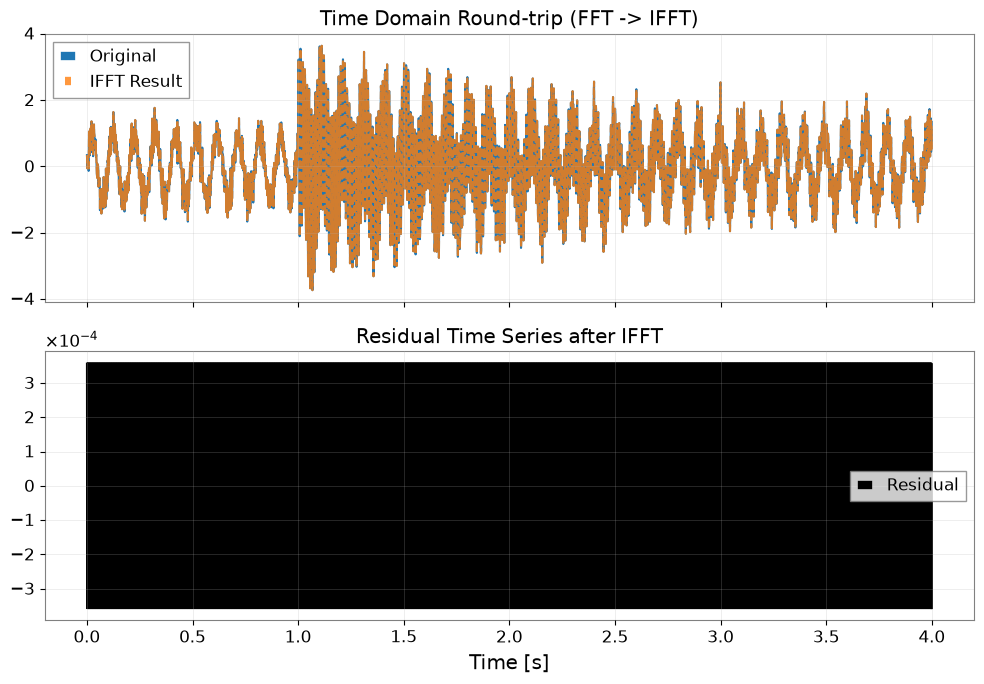 Time Domain Round-trip (FFT -> IFFT)
4
2
0
−2
−4
Original
IFFT Result
Residual Time Series after IFFT
×10⁻⁴
3
2
1
0
−1
−2
−3
Residual
0.0 0.5 1.0 1.5 2.0 2.5 3.0 3.5 4.0
Time [s]